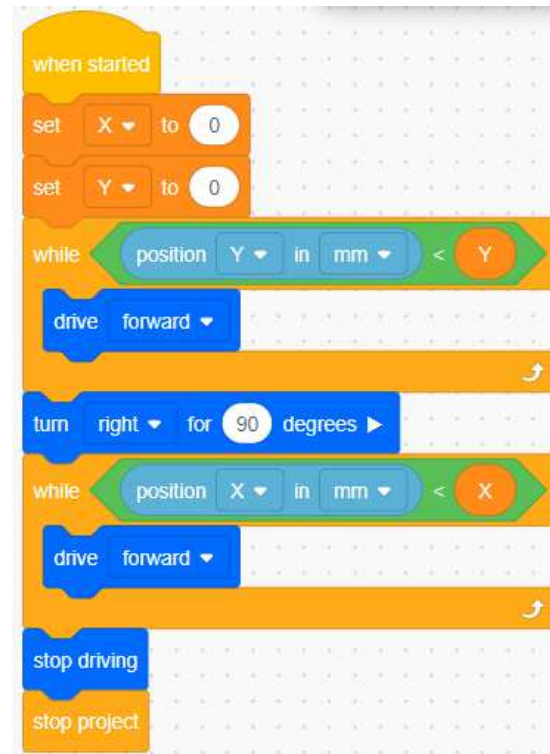 when started
set X to 0
set Y to 0
while position Y in mm < Y
drive forward
turn right for 90 degrees
while position X in mm < X
drive forward
stop driving
stop project